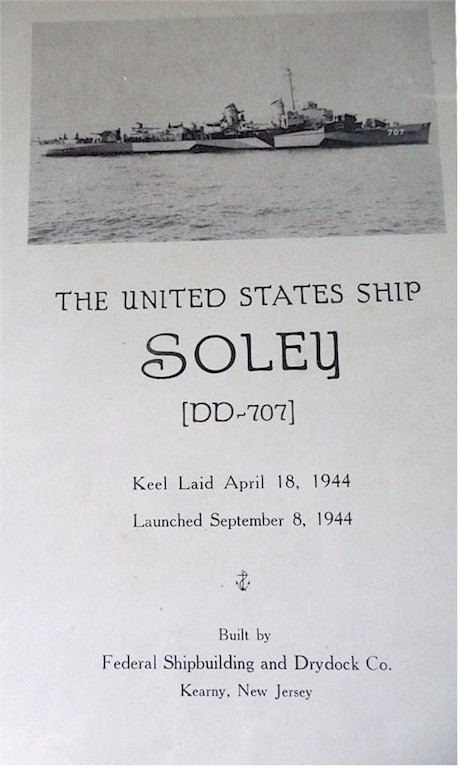 707
THE UNITED STATES SHIP
SOLEY
[DD-707]
Keel Laid April 18, 1944
Launched September 8, 1944
Built by
Federal Shipbuilding and Drydock Co.
Kearny, New Jersey